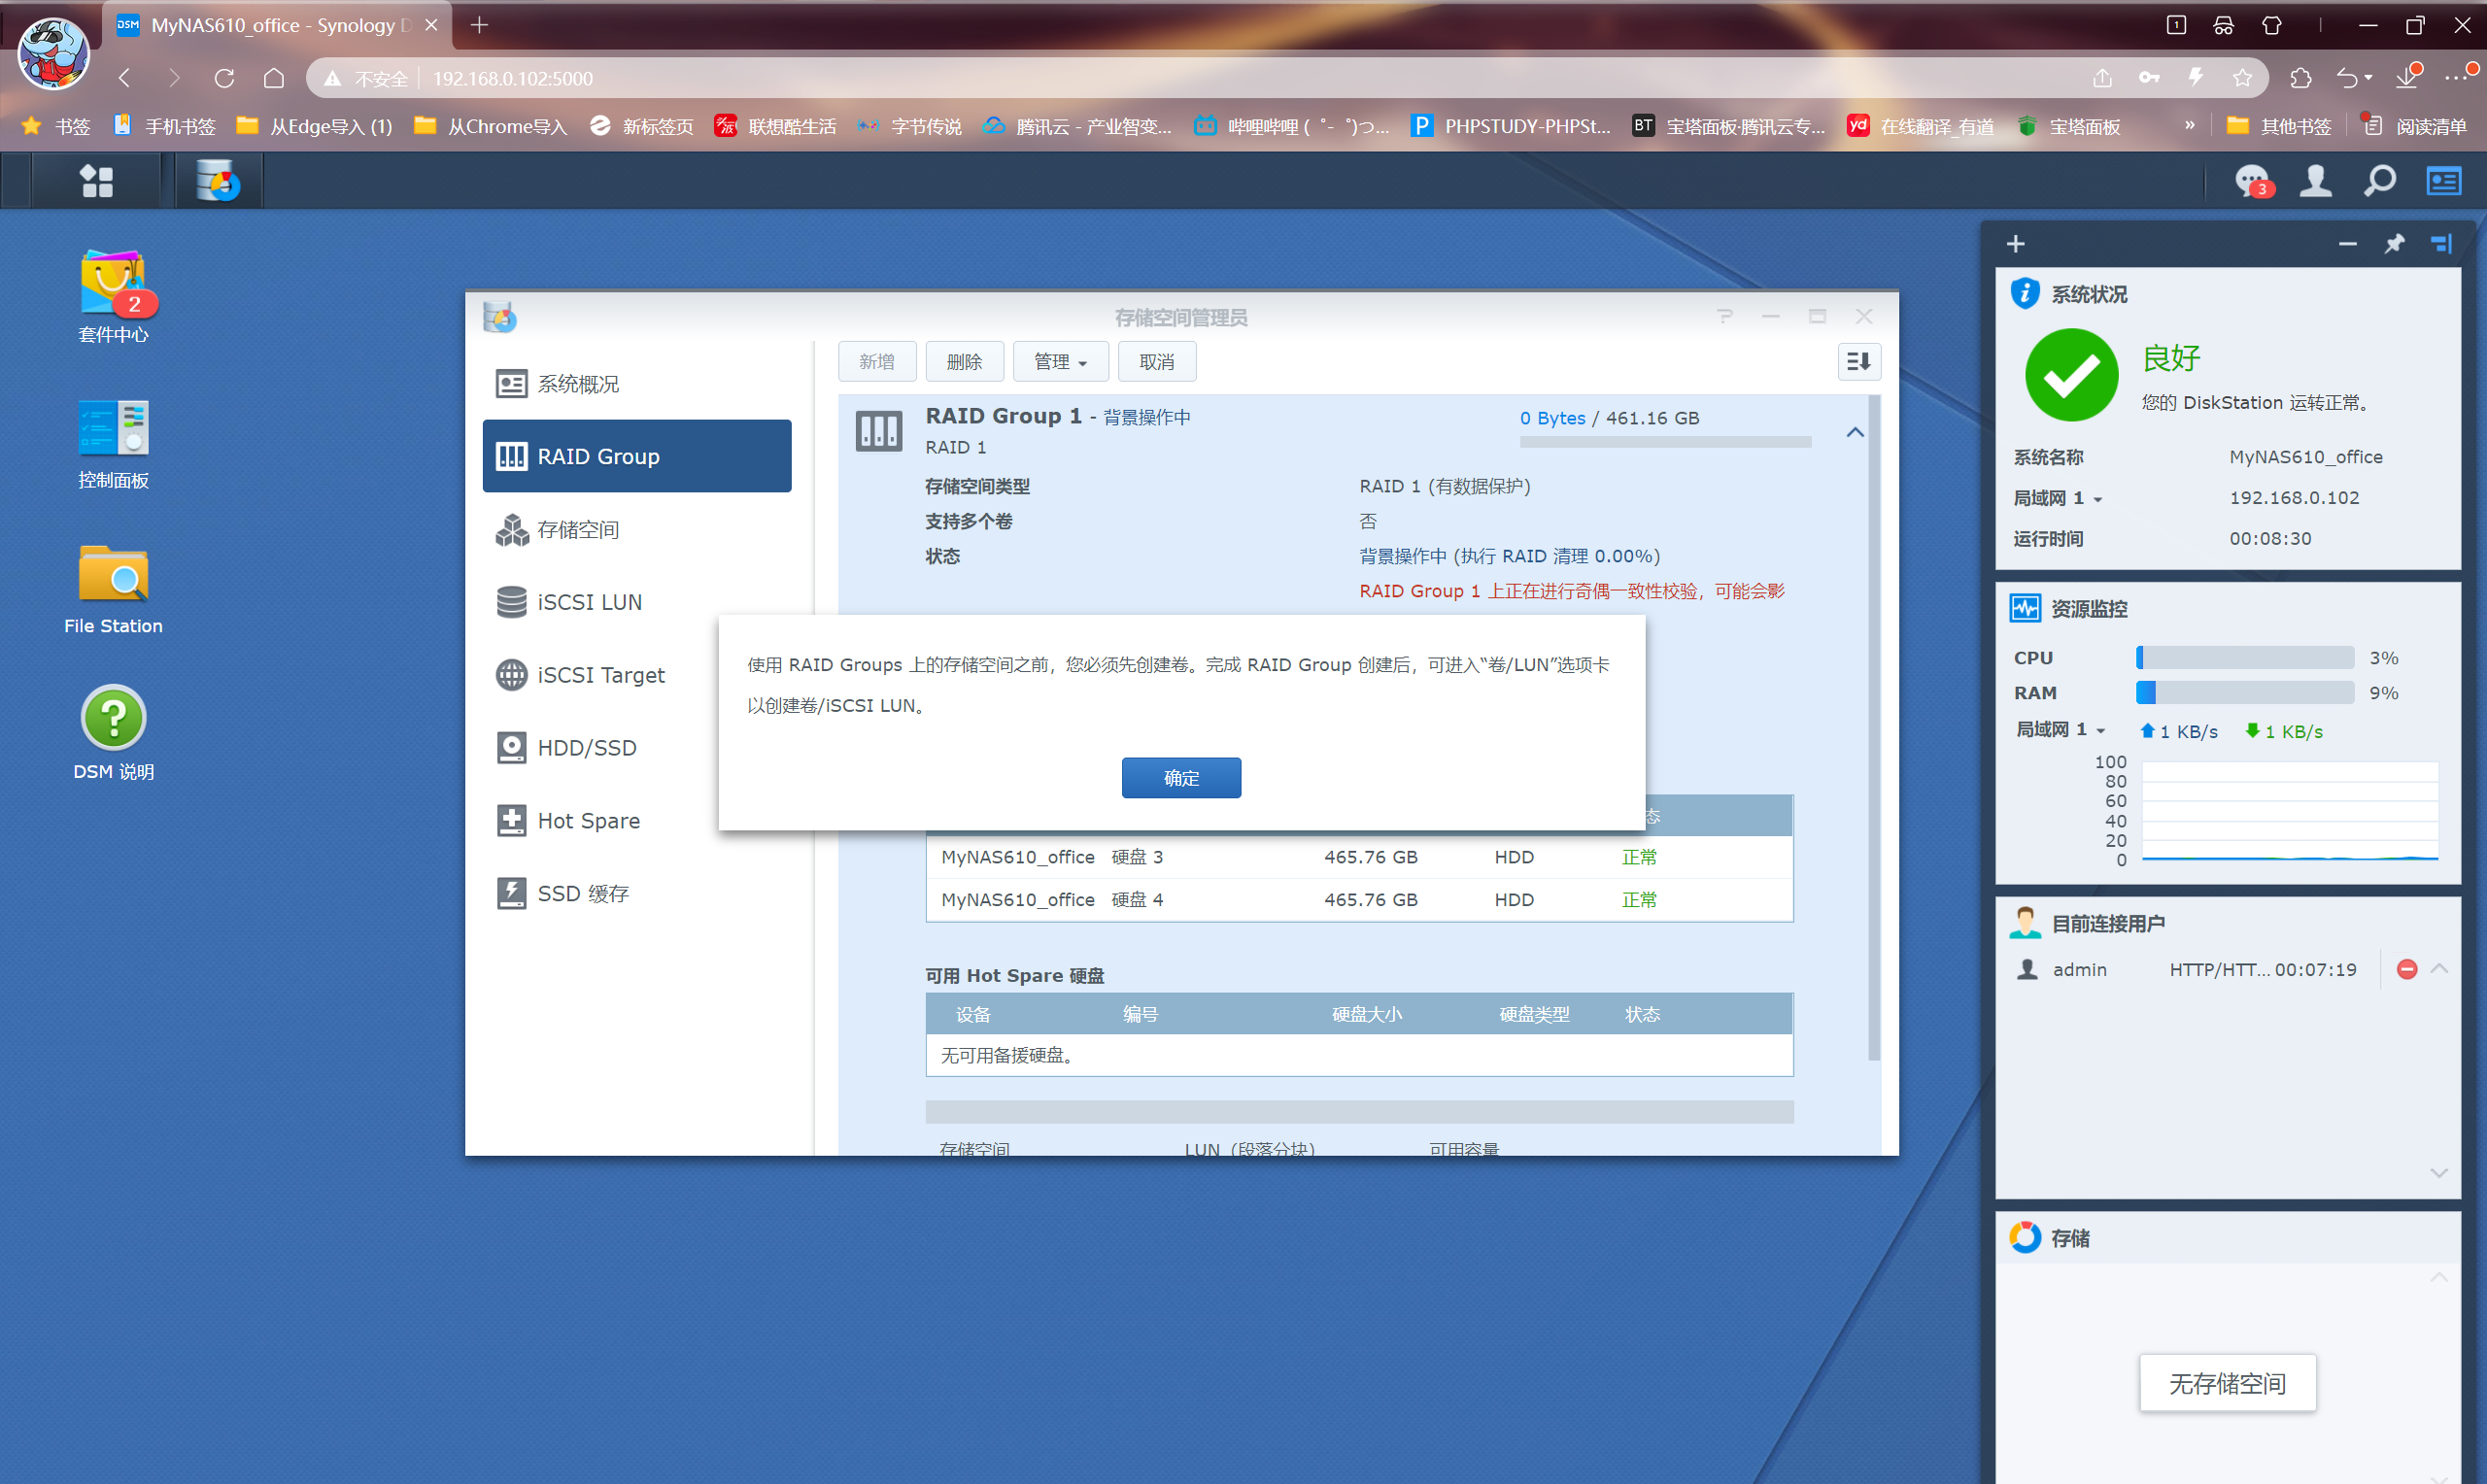 MyNAS610_office - Synology D
1
不安全
192.168.0.102:5000
书签
手机书签
从Edge导入 (1)
从Chrome导入
新标签页
联想酷生活
字节传说
腾讯云 - 产业智变...
哔哩哔哩 ( ゜- ゜)つ...
PHPSTUDY-PHPSt...
宝塔面板·腾讯云专...
在线翻译_有道
宝塔面板
»
其他书签
阅读清单
3
2
套件中心
控制面板
File Station
DSM 说明
存储空间管理员
系统概况
RAID Group
存储空间
iSCSI LUN
iSCSI Target
HDD/SSD
Hot Spare
SSD 缓存
新增
删除
管理
取消
RAID Group 1 - 背景操作中
RAID 1
0 Bytes / 461.16 GB
存储空间类型
RAID 1 (有数据保护)
支持多个卷
否
状态
背景操作中 (执行 RAID 清理 0.00%)
RAID Group 1 上正在进行奇偶一致性校验，可能会影
使用 RAID Groups 上的存储空间之前，您必须先创建卷。完成 RAID Group 创建后，可进入“卷/LUN”选项卡
以创建卷/iSCSI LUN。
确定
态
MyNAS610_office 硬盘 3 465.76 GB HDD 正常
MyNAS610_office 硬盘 4 465.76 GB HDD 正常
可用 Hot Spare 硬盘
设备 编号 硬盘大小 硬盘类型 状态
无可用备援硬盘。
存储空间 LUN（段落分块） 可用容量
系统状况
良好
您的 DiskStation 运转正常。
系统名称 MyNAS610_office
局域网 1 192.168.0.102
运行时间 00:08:30
资源监控
CPU 3%
RAM 9%
局域网 1 1 KB/s 1 KB/s
100
80
60
40
20
0
目前连接用户
admin HTTP/HTT... 00:07:19
存储
无存储空间